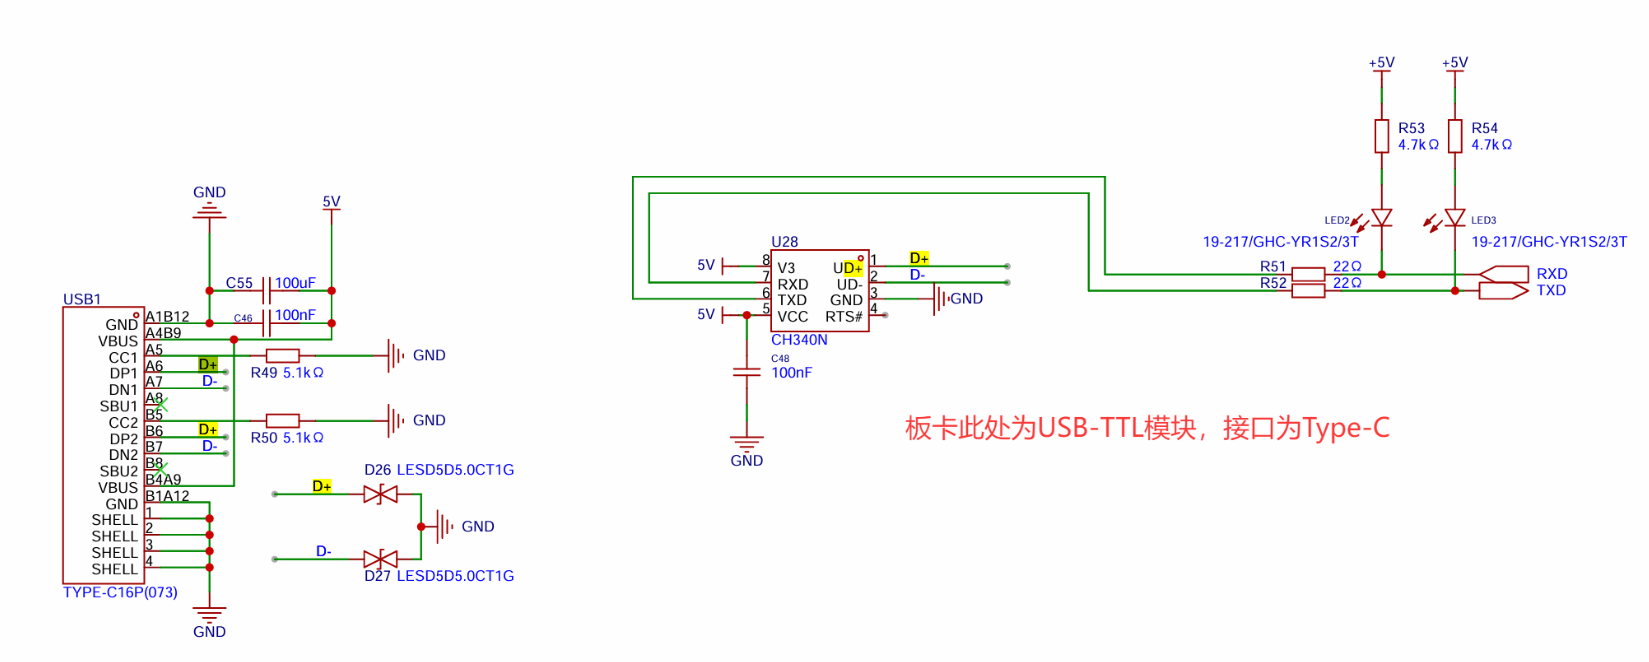 GND
5V
C55 100uF
C46 100nF
USB1
GND A1B12
VBUS A4B9
CC1 A5
DP1 A6 D+
DN1 A7 D-
SBU1 A8
CC2 B5
DP2 B6 D+
DN2 B7 D-
SBU2 B8
VBUS B4A9
GND B1A12
SHELL 1
SHELL 2
SHELL 3
SHELL 4
TYPE-C16P(073)
GND
R49 5.1kΩ
GND
R50 5.1kΩ
GND
D26 LESD5D5.0CT1G
D+
GND
D-
D27 LESD5D5.0CT1G
U28
5V 8 V3 UD+ 1 D+
7 RXD UD- 2 D-
6 TXD GND 3 GND
5V 5 VCC RTS# 4
CH340N
C48
100nF
GND
+5V +5V
R53 R54
4.7kΩ 4.7kΩ
LED2 LED3
19-217/GHC-YR1S2/3T 19-217/GHC-YR1S2/3T
R51 22Ω RXD
R52 22Ω TXD
板卡此处为USB-TTL模块，接口为Type-C